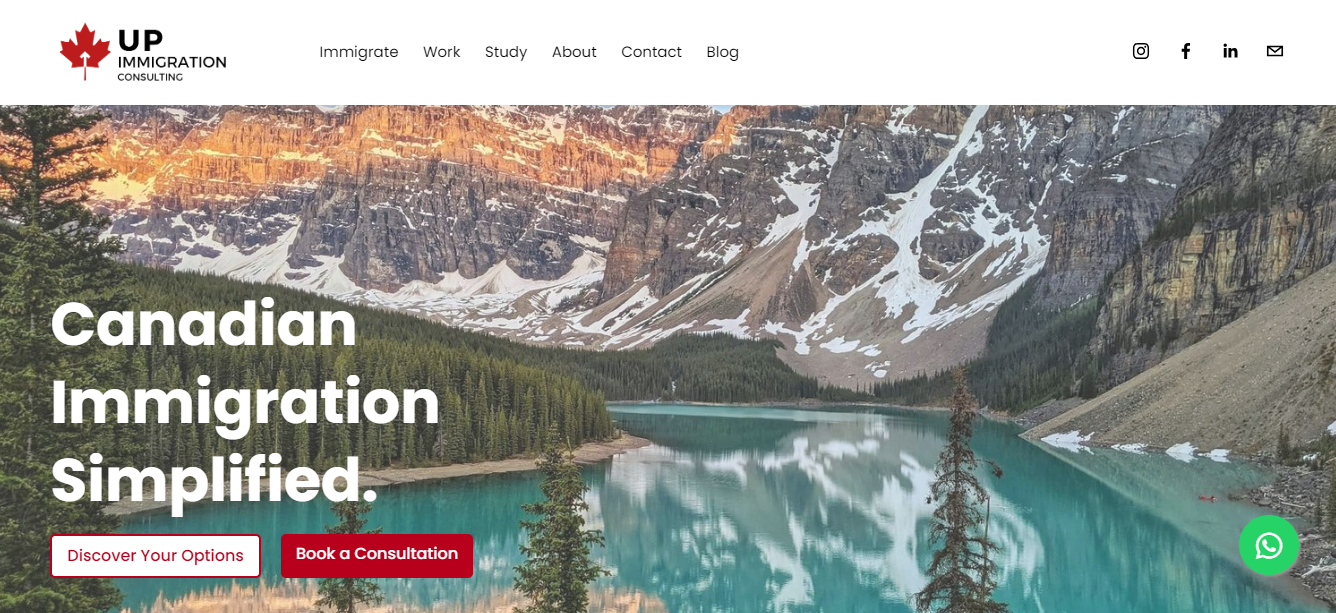 UP
IMMIGRATION
CONSULTING
Immigrate Work Study About Contact Blog
Canadian
Immigration
Simplified.
Discover Your Options Book a Consultation